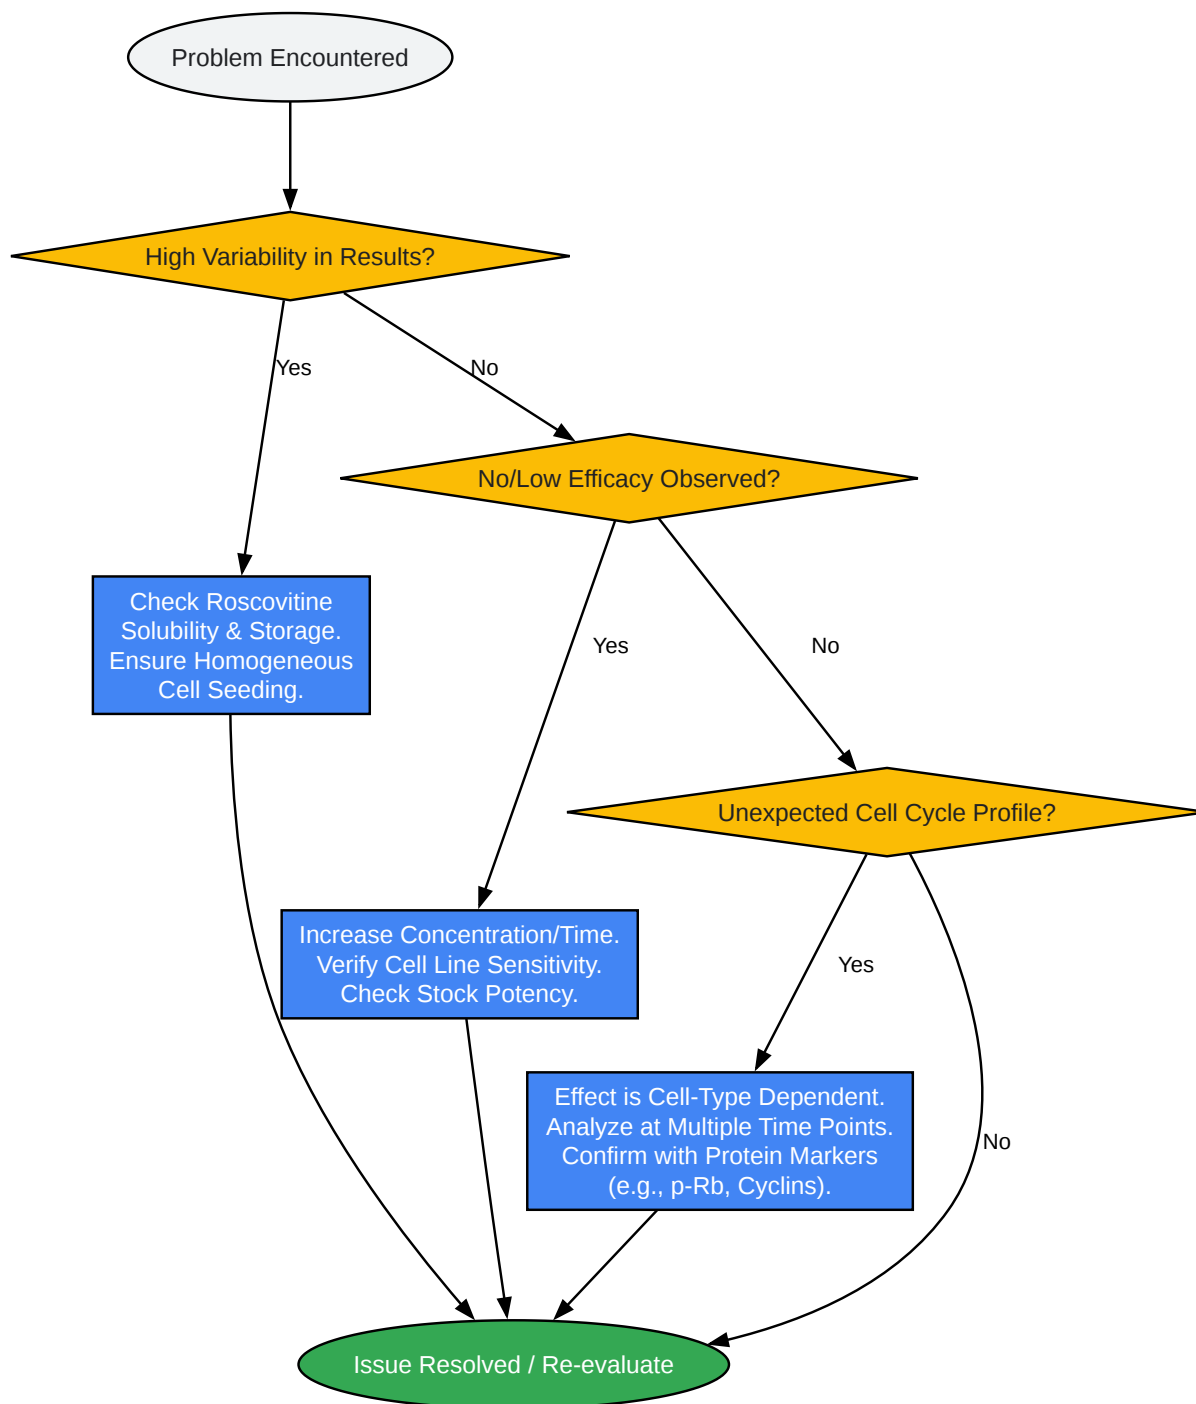 Problem Encountered
High Variability in Results?
Yes
No
No/Low Efficacy Observed?
Check Roscovitine
Solubility & Storage.
Ensure Homogeneous
Cell Seeding.
Yes
No
Unexpected Cell Cycle Profile?
Increase Concentration/Time.
Verify Cell Line Sensitivity.
Check Stock Potency.
Yes
Effect is Cell-Type Dependent.
Analyze at Multiple Time Points.
Confirm with Protein Markers
(e.g., p-Rb, Cyclins).
No
Issue Resolved / Re-evaluate